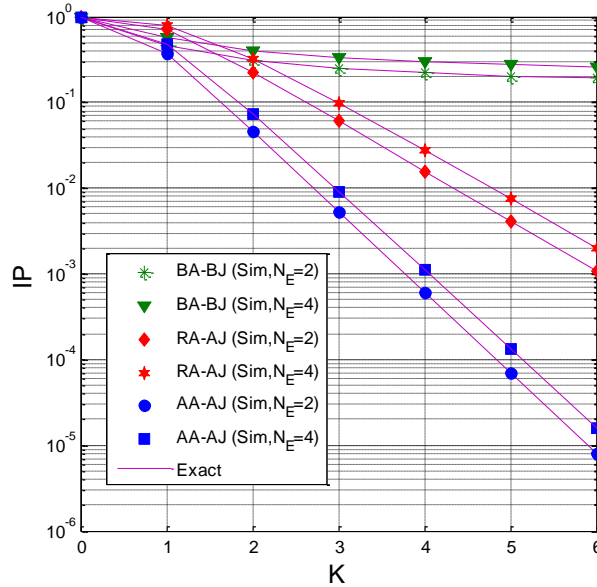 10^0
10^-1
10^-2
10^-3
10^-4
10^-5
10^-6
IP
BA-BJ (Sim,N_E=2)
BA-BJ (Sim,N_E=4)
RA-AJ (Sim,N_E=2)
RA-AJ (Sim,N_E=4)
AA-AJ (Sim,N_E=2)
AA-AJ (Sim,N_E=4)
Exact
0 1 2 3 4 5 6
K